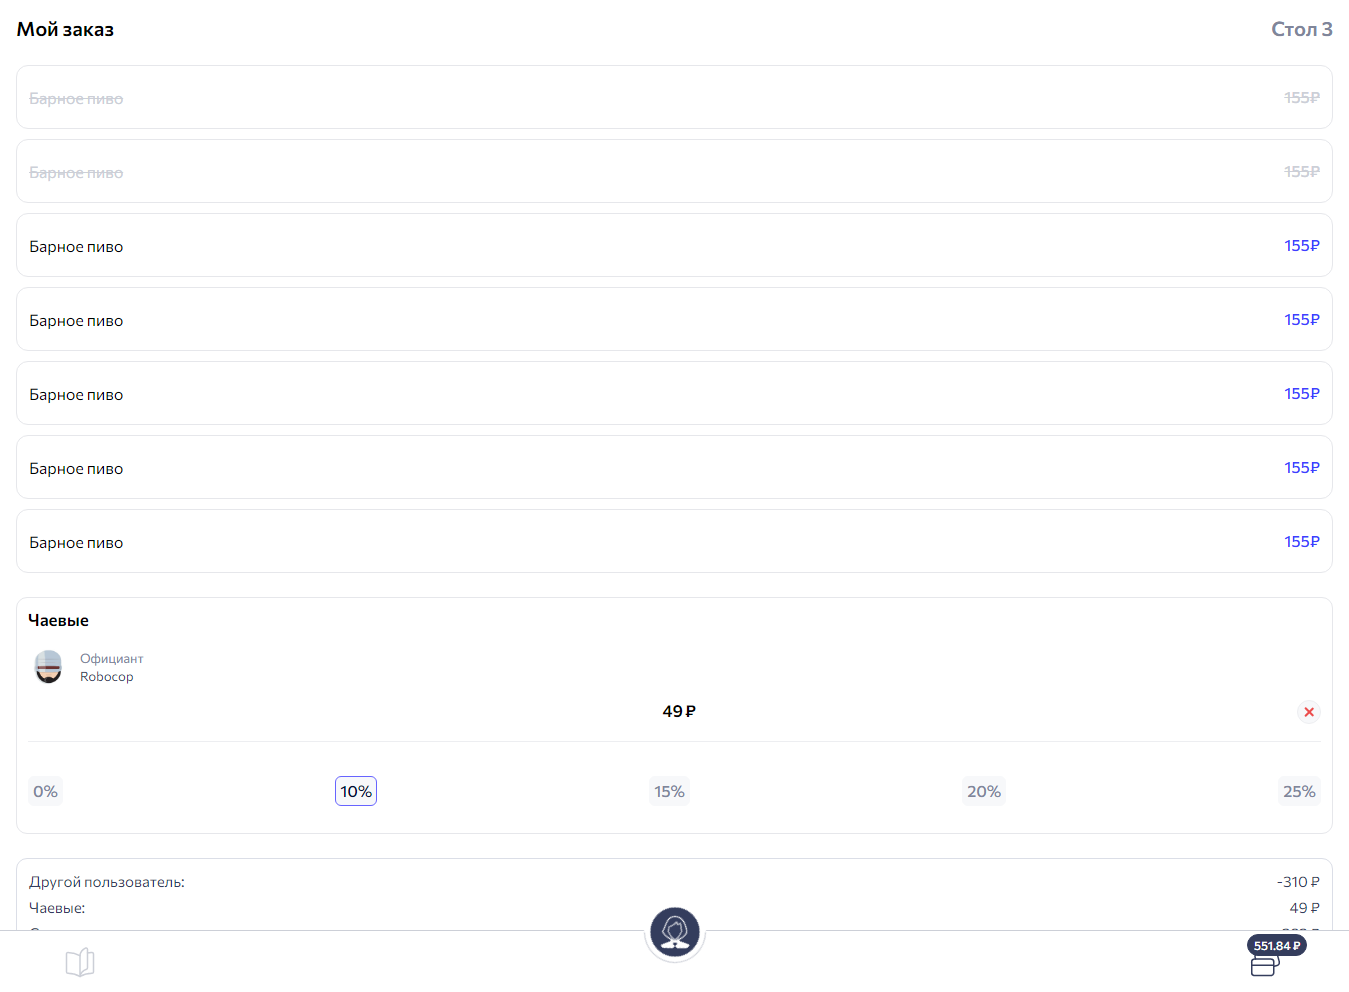 Мой заказ Стол 3
Барное пиво 155₽
Барное пиво 155₽
Барное пиво 155₽
Барное пиво 155₽
Барное пиво 155₽
Барное пиво 155₽
Барное пиво 155₽
Чаевые
Официант
Robocop
49 ₽
0% 10% 15% 20% 25%
Другой пользователь: -310 ₽
Чаевые: 49 ₽
551.84 ₽